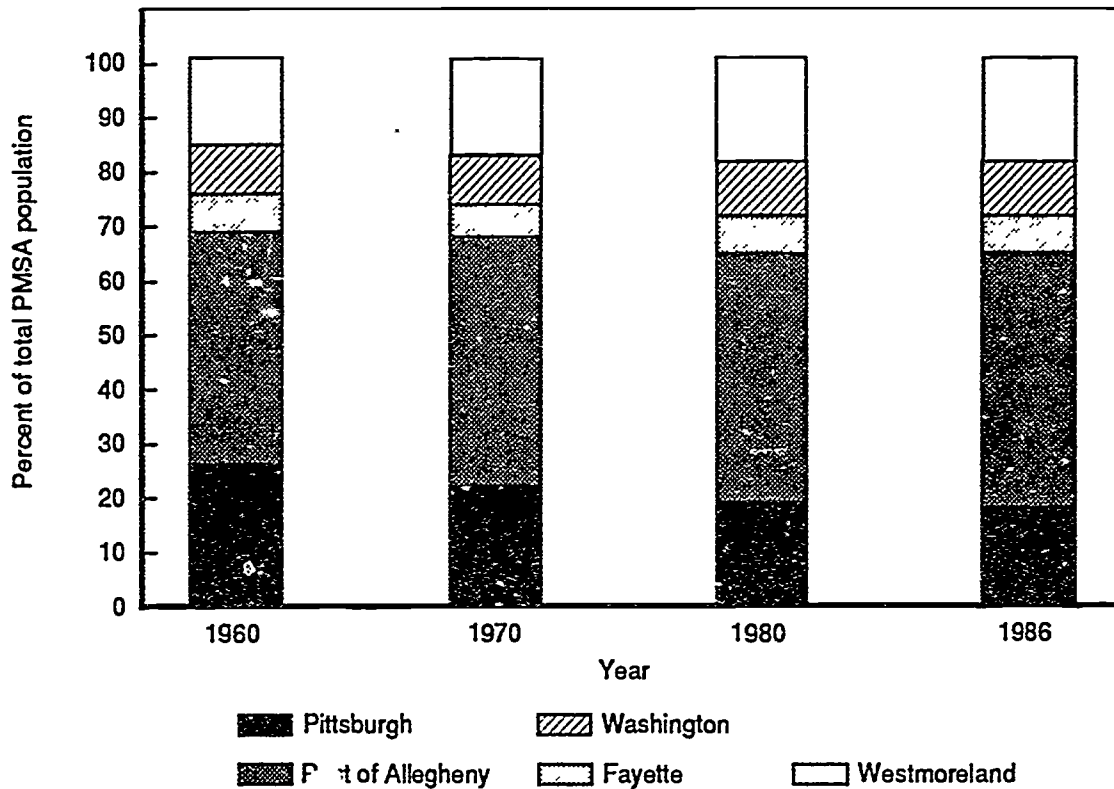 Percent of total PMSA population
100
90
80
70
60
50
40
30
20
10
0
1960 1970 1980 1986
Year
Pittsburgh Washington
of Allegheny Fayette Westmoreland